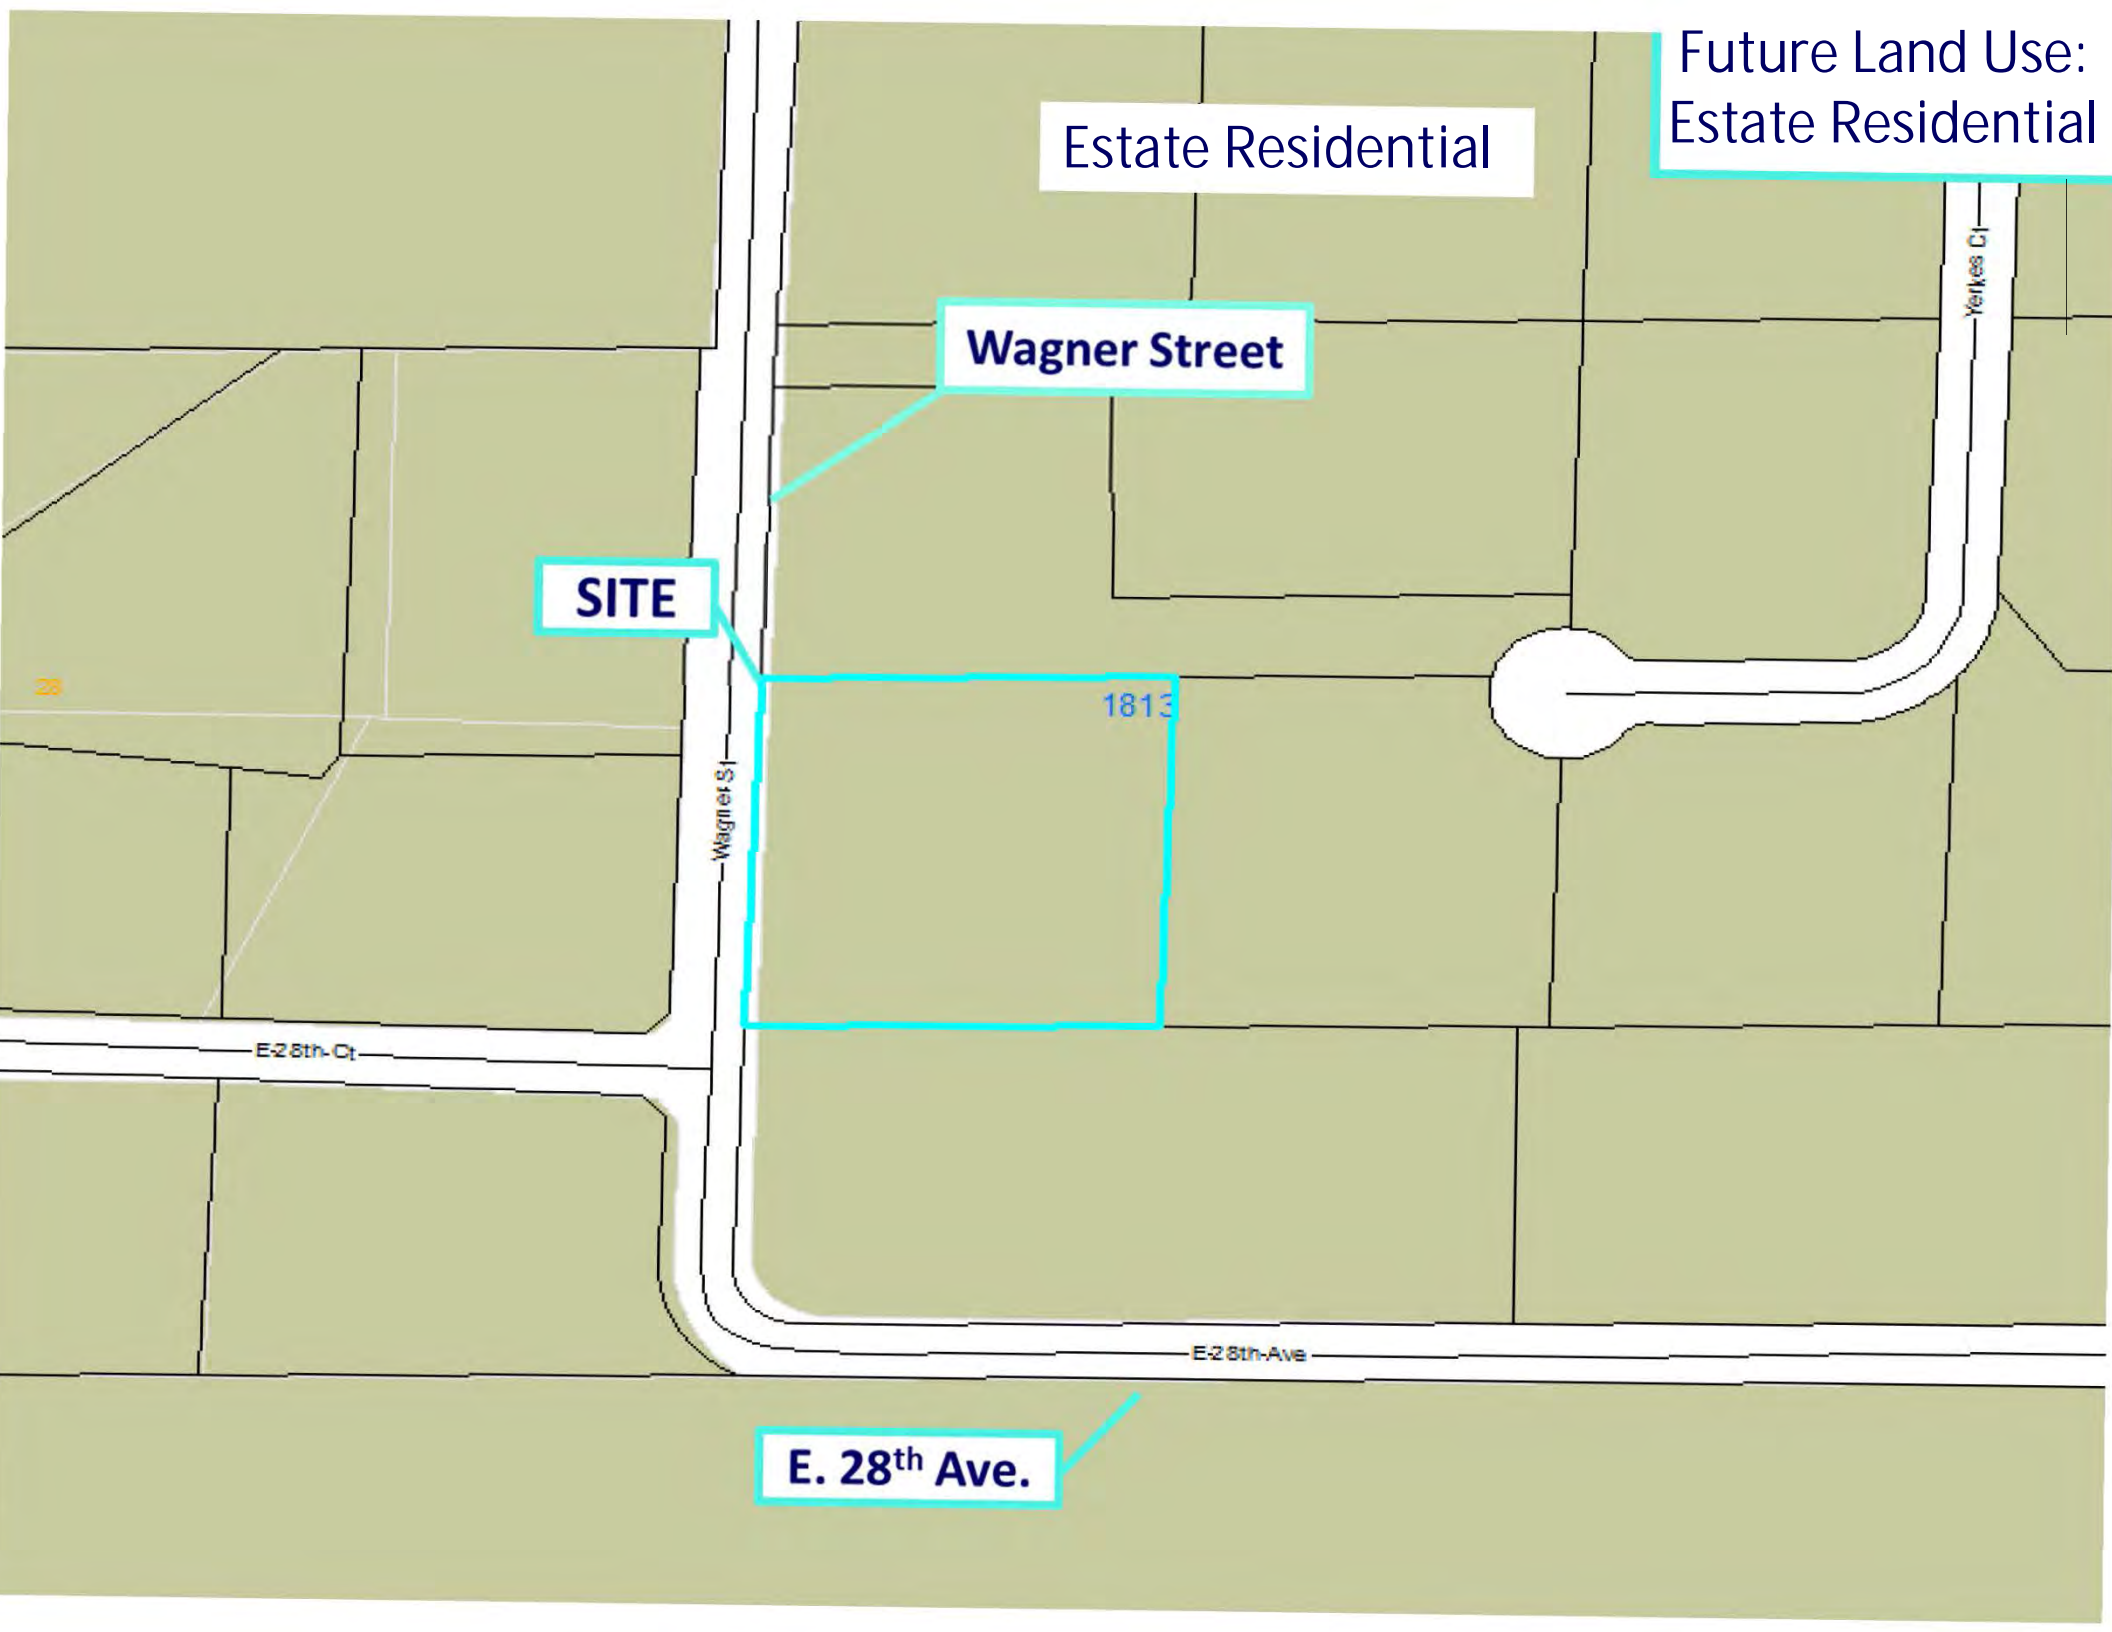 Future Land Use:
Estate Residential
Estate Residential
Yerkes Ct
Wagner Street
SITE
28
1813
Wagner St
E 28th Ct
E 28th Ave
E. 28th Ave.